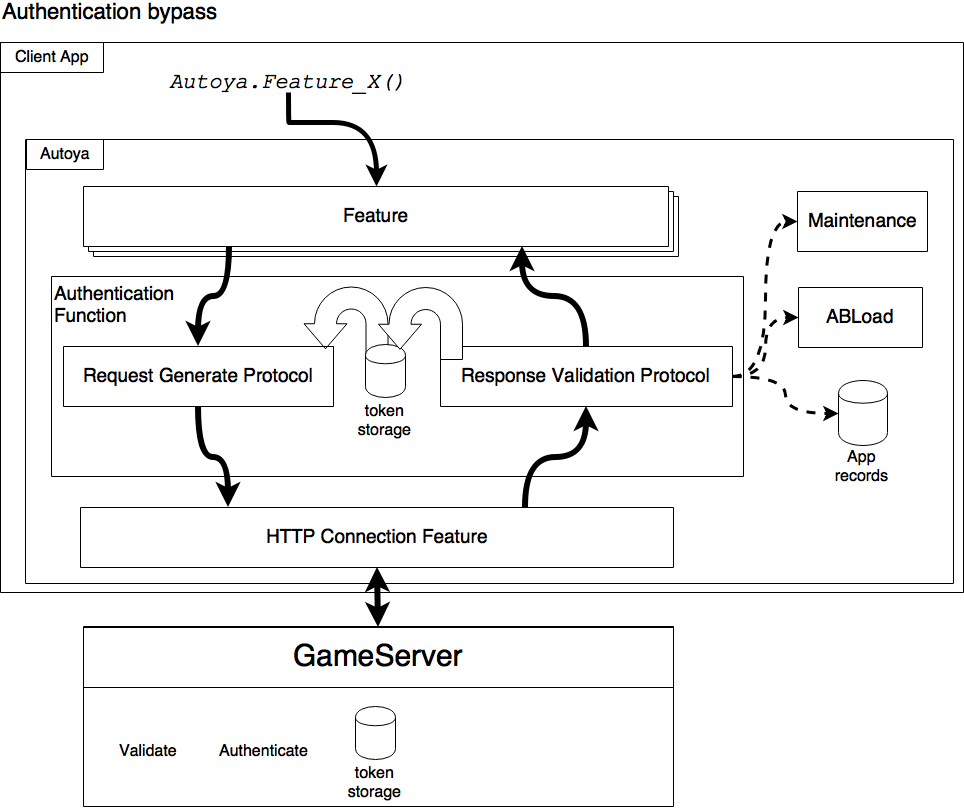 Authentication bypass
Client App
Autoya.Feature_X()
Autoya
Feature
Maintenance
Authentication
Function
ABLoad
Request Generate Protocol
Response Validation Protocol
token
storage
App
records
HTTP Connection Feature
GameServer
Validate
Authenticate
token
storage